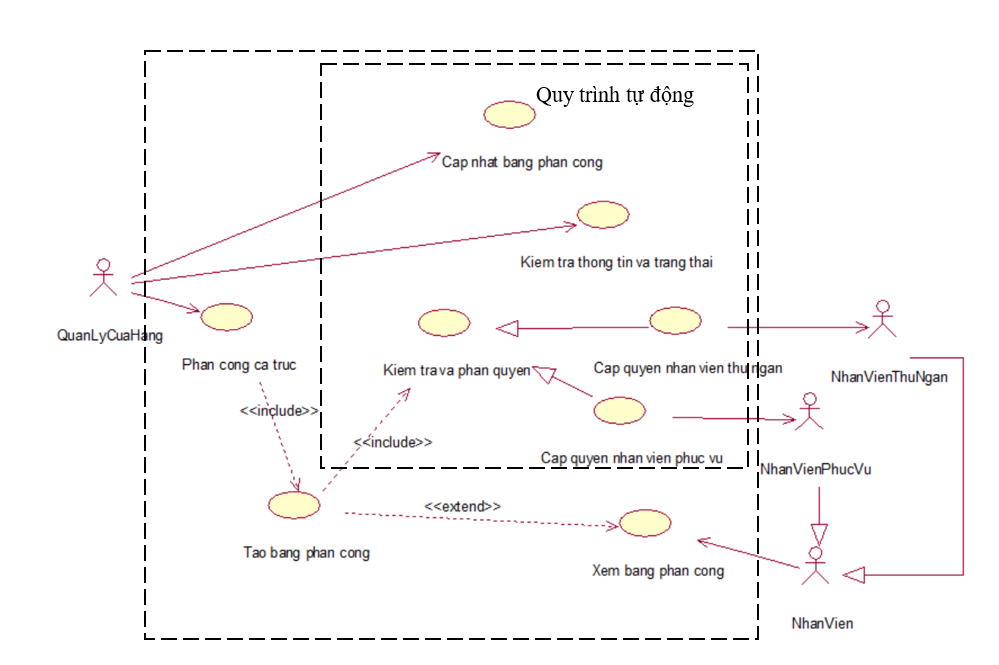 Quy trình tự động
Cap nhat bang phan cong
Kiem tra thong tin va trang thai
QuanLyCuaHang
Phan cong ca truc
Kiem tra va phan quyen
Cap quyen nhan vien thu ngan
NhanVienThuNgan
<<include>>
<<include>>
Cap quyen nhan vien phuc vu
NhanVienPhucVu
<<extend>>
Tao bang phan cong
Xem bang phan cong
NhanVien